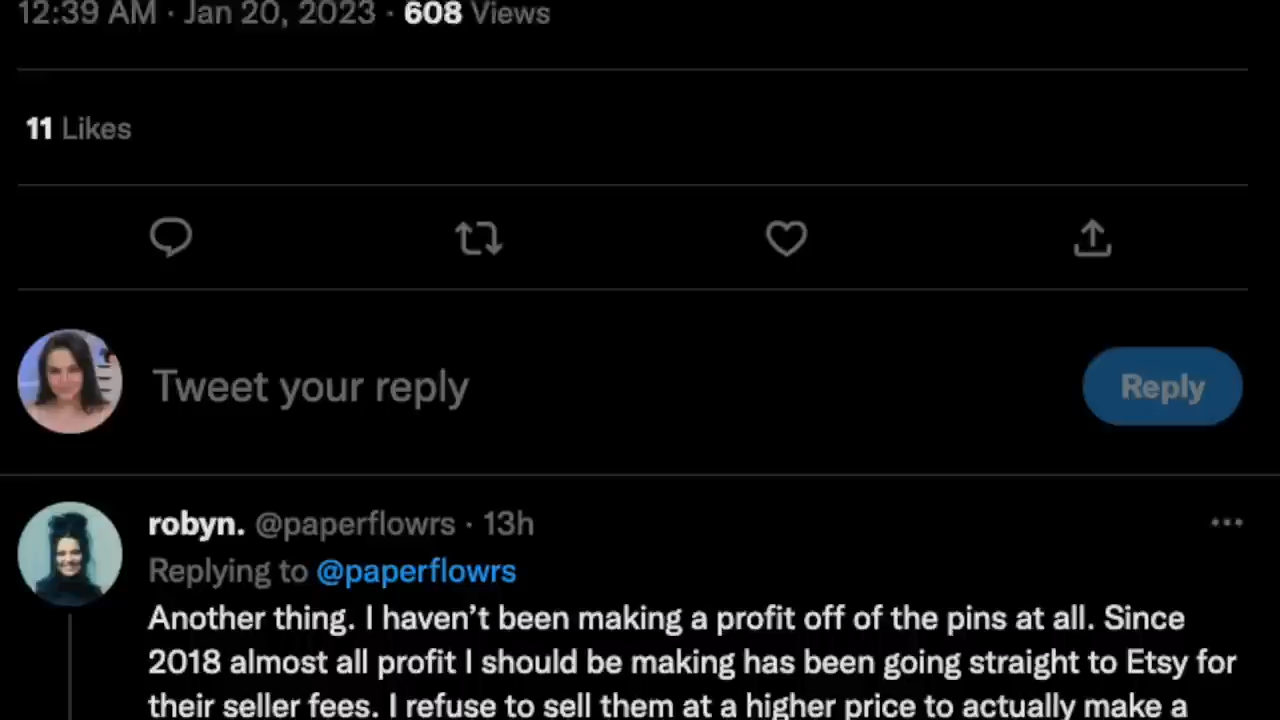 12:39 AM · Jan 20, 2023 · 608 Views
11 Likes
Tweet your reply
Reply
robyn. @paperflowrs · 13h
Replying to @paperflowrs
Another thing. I haven’t been making a profit off of the pins at all. Since
2018 almost all profit I should be making has been going straight to Etsy for
their seller fees. I refuse to sell them at a higher price to actually make a